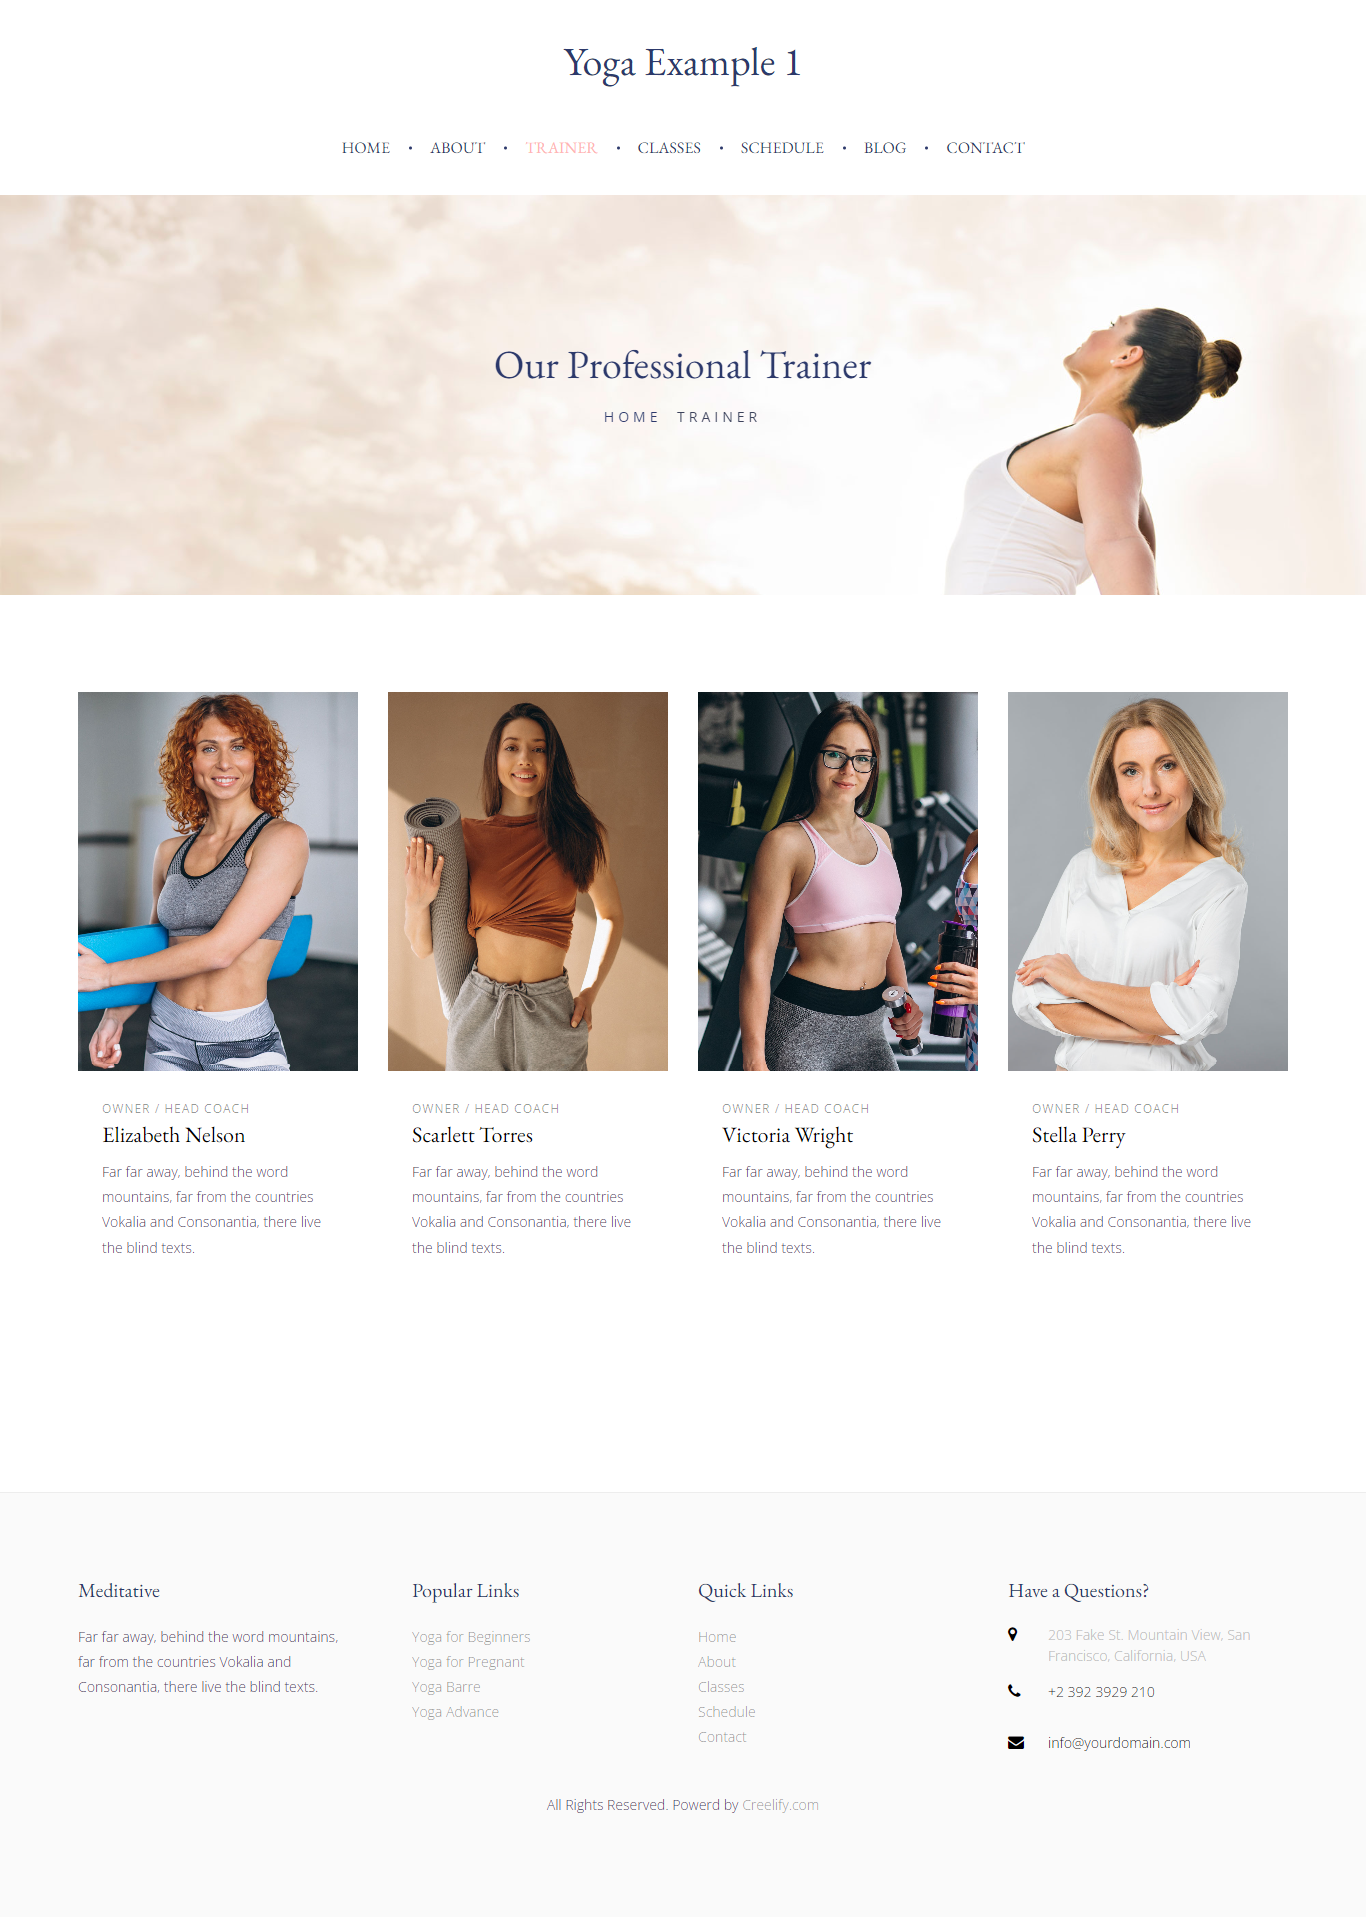 Yoga Example 1
HOME • ABOUT • TRAINER • CLASSES • SCHEDULE • BLOG • CONTACT
Our Professional Trainer
HOME TRAINER
OWNER / HEAD COACH
Elizabeth Nelson
Far far away, behind the word
mountains, far from the countries
Vokalia and Consonantia, there live
the blind texts.
OWNER / HEAD COACH
Scarlett Torres
Far far away, behind the word
mountains, far from the countries
Vokalia and Consonantia, there live
the blind texts.
OWNER / HEAD COACH
Victoria Wright
Far far away, behind the word
mountains, far from the countries
Vokalia and Consonantia, there live
the blind texts.
OWNER / HEAD COACH
Stella Perry
Far far away, behind the word
mountains, far from the countries
Vokalia and Consonantia, there live
the blind texts.
Meditative
Far far away, behind the word mountains,
far from the countries Vokalia and
Consonantia, there live the blind texts.
Popular Links
Yoga for Beginners
Yoga for Pregnant
Yoga Barre
Yoga Advance
Quick Links
Home
About
Classes
Schedule
Contact
Have a Questions?
203 Fake St. Mountain View, San
Francisco, California, USA
+2 392 3929 210
info@yourdomain.com
All Rights Reserved. Powerd by Creelify.com